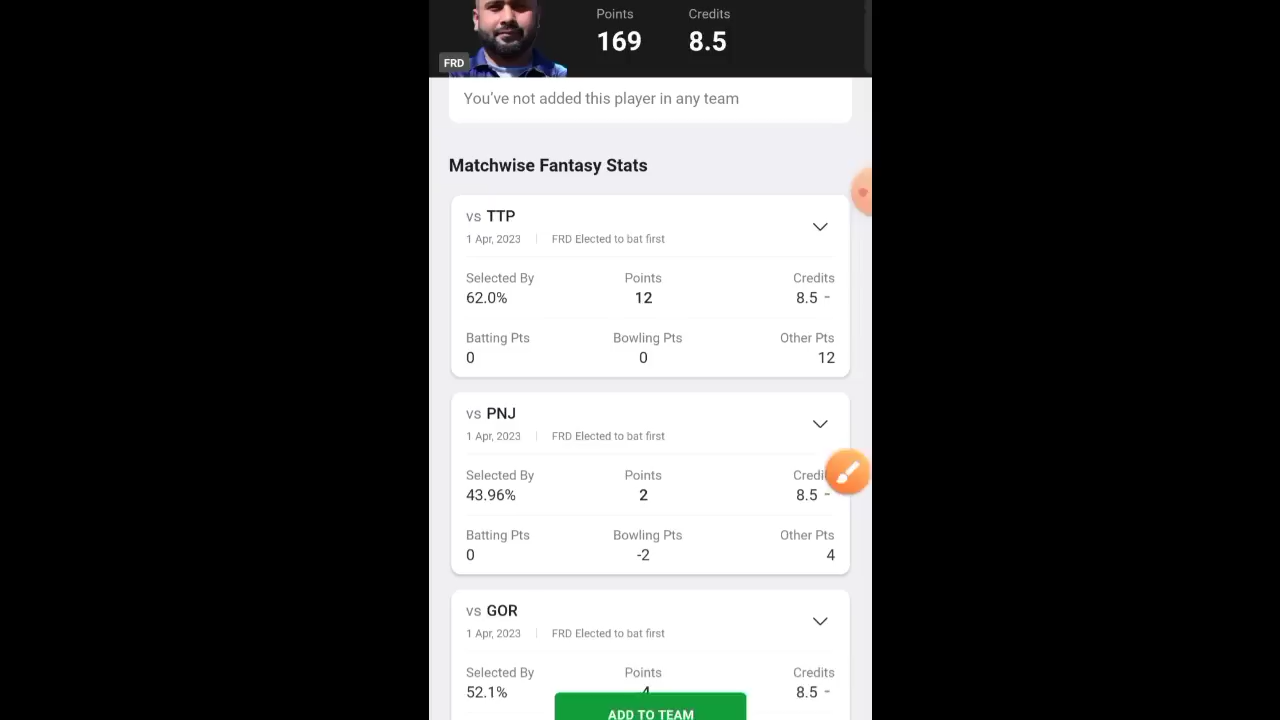 Points Credits
169 8.5
FRD
You've not added this player in any team
Matchwise Fantasy Stats
vs TTP
1 Apr, 2023 FRD Elected to bat first
Selected By Points Credits
62.0% 12 8.5 -
Batting Pts Bowling Pts Other Pts
0 0 12
vs PNJ
1 Apr, 2023 FRD Elected to bat first
Selected By Points Credi
43.96% 2 8.5 -
Batting Pts Bowling Pts Other Pts
0 -2 4
vs GOR
1 Apr, 2023 FRD Elected to bat first
Selected By Points Credits
52.1% 4 8.5 -
ADD TO TEAM